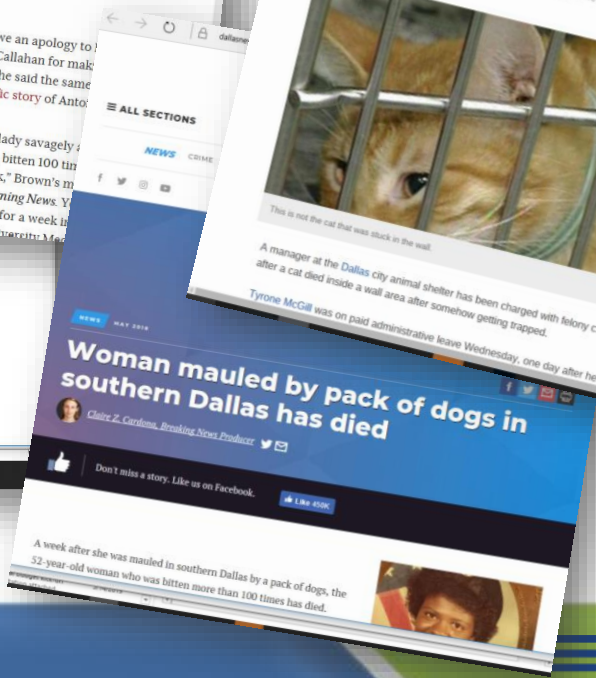 we an apology to
Callahan for mak
he said the same
ic story of Anto
lady savagely
bitten 100 tim
Brown's m
ning News. Y
for a week in
versity Med
dallasne
ALL SECTIONS
NEWS CRIME
This is not the cat that was stuck in the wall.
A manager at the Dallas city animal shelter has been charged with felony c
after a cat died inside a wall area after somehow getting trapped.
Tyrone McGill was on paid administrative leave Wednesday, one day after he
NEWS MAY 2016
Woman mauled by pack of dogs in
southern Dallas has died
Claire Z. Cardona, Breaking News Producer
Don't miss a story. Like us on Facebook.
Like 450K
A week after she was mauled in southern Dallas by a pack of dogs, the
52-year-old woman who was bitten more than 100 times has died.